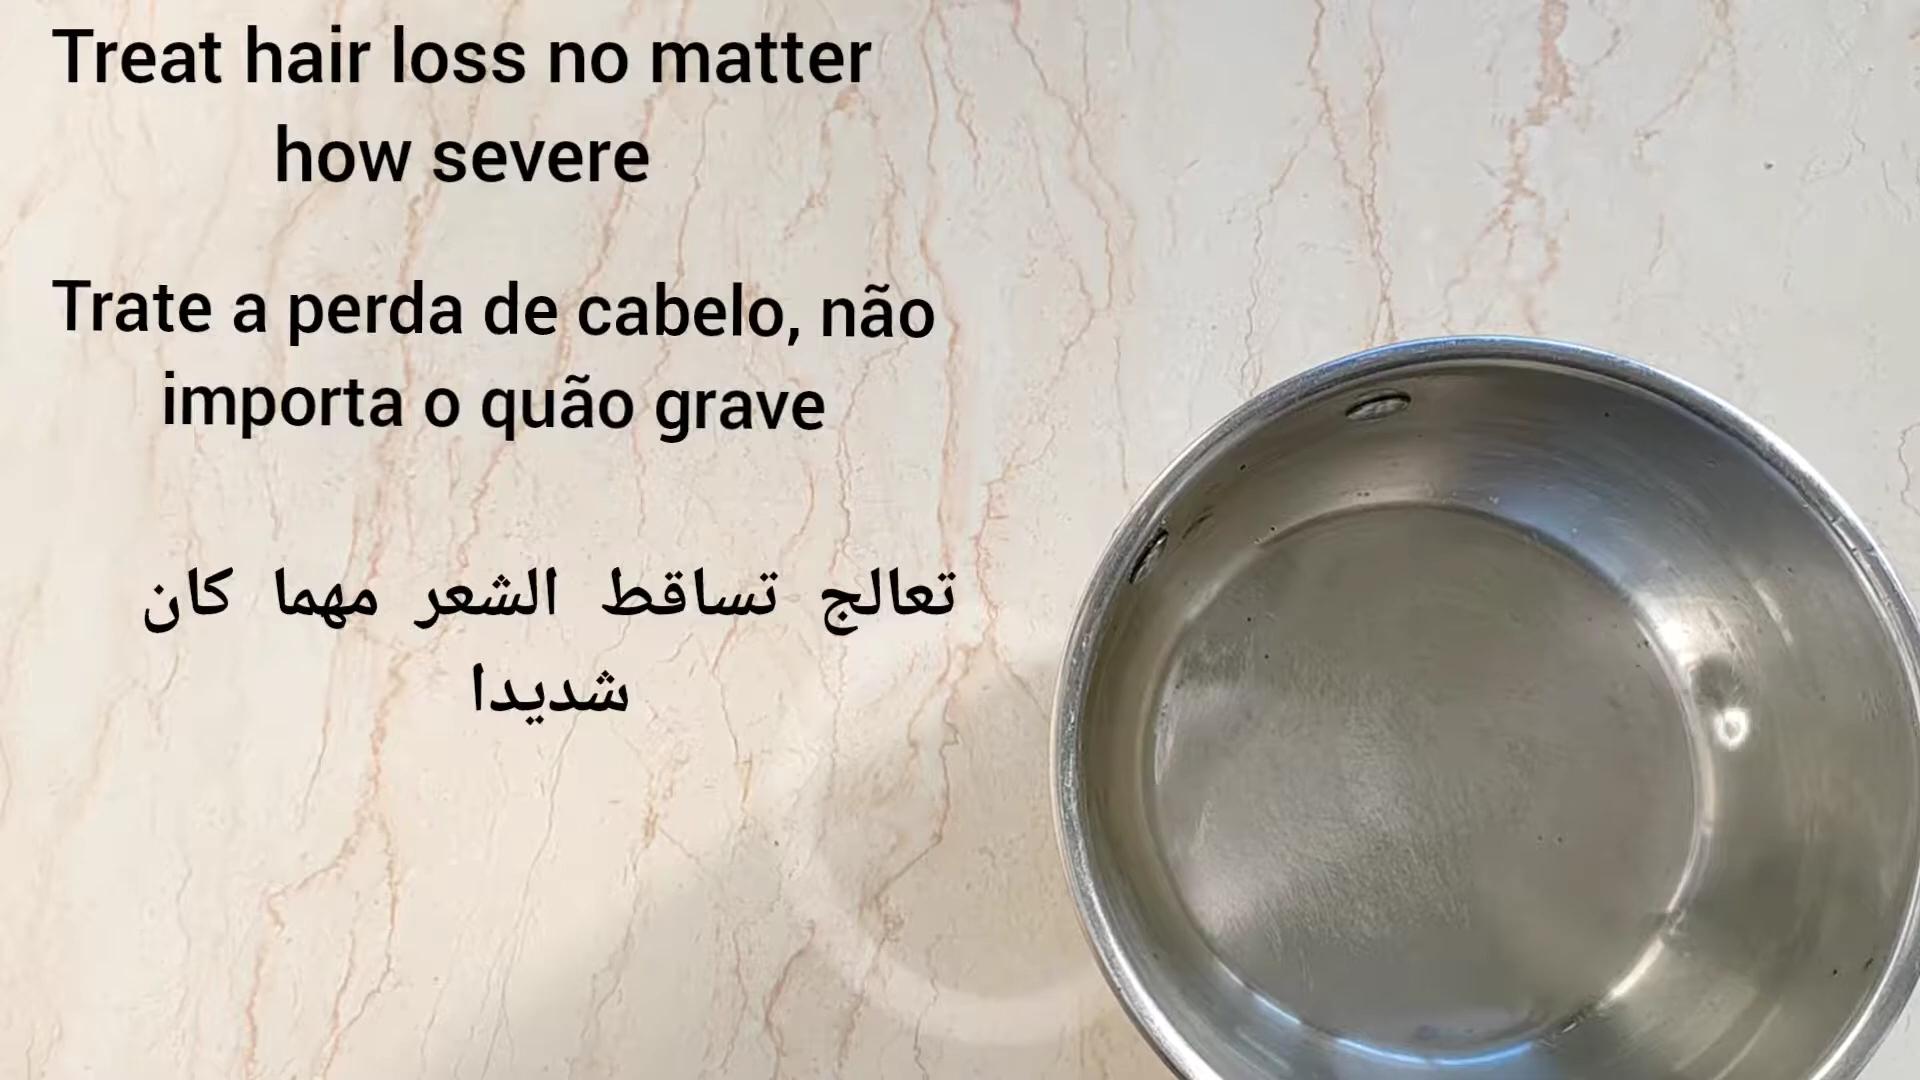 Treat hair loss no matter
how severe
Trate a perda de cabelo, não
importa o quão grave
تعالج تساقط الشعر مهما كان
شديدا